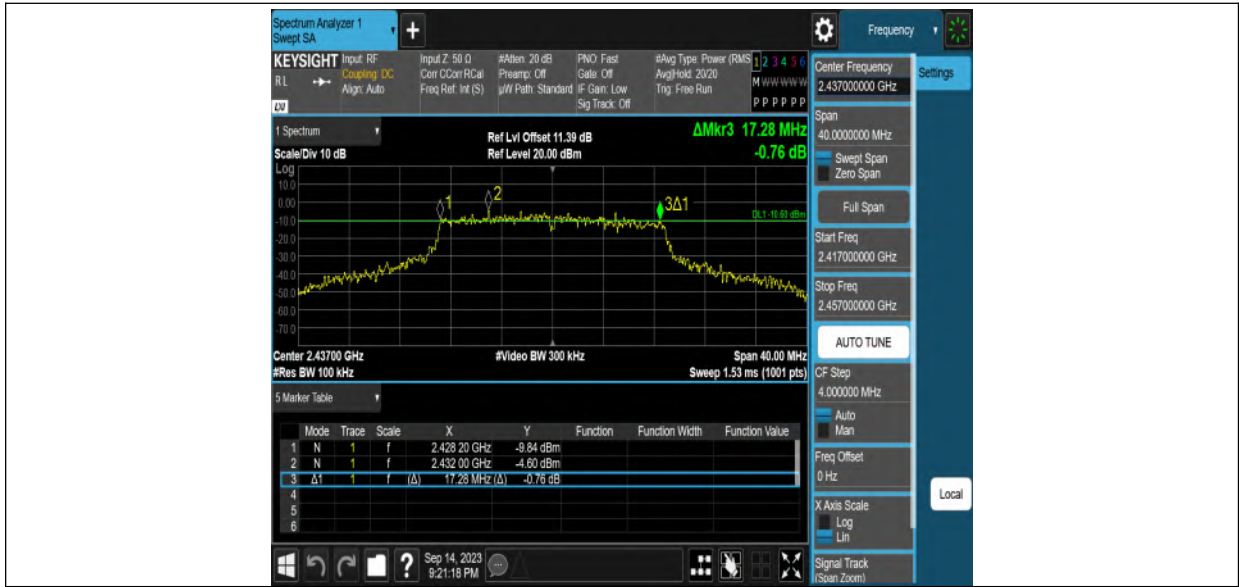 Spectrum Analyzer 1
Swept SA
Frequency
KEYSIGHT Input: RF Input Z: 50 Ω #Atten: 20 dB PNO: Fast #Avg Type: Power (RMS 1 2 3 4 5 6
R L Coupling: DC Corr CCorr RCal Preamp: Off Gate: Off Avg|Hold: 20/20 M W W W W W
Align: Auto Freq Ref: Int (S) µW Path: Standard IF Gain: Low Trig: Free Run
Sig Track: Off P P P P P P
LXI
1 Spectrum
Scale/Div 10 dB
Ref Lvl Offset 11.39 dB
Ref Level 20.00 dBm
ΔMkr3 17.28 MHz
-0.76 dB
Log
10.0
0.00
-10.0
-20.0
-30.0
-40.0
-50.0
-60.0
-70.0
1
2
3Δ1
DL1 -10.60 dBm
Center 2.43700 GHz #Video BW 300 kHz Span 40.00 MHz
#Res BW 100 kHz Sweep 1.53 ms (1001 pts)
5 Marker Table
Mode Trace Scale X Y Function Function Width Function Value
1 N 1 f 2.428 20 GHz -9.84 dBm
2 N 1 f 2.432 00 GHz -4.60 dBm
3 Δ1 1 f (Δ) 17.28 MHz (Δ) -0.76 dB
4
5
6
Sep 14, 2023
9:21:18 PM
Center Frequency
2.437000000 GHz
Settings
Span
40.0000000 MHz
Swept Span
Zero Span
Full Span
Start Freq
2.417000000 GHz
Stop Freq
2.457000000 GHz
AUTO TUNE
CF Step
4.000000 MHz
Auto
Man
Freq Offset
0 Hz
Local
X Axis Scale
Log
Lin
Signal Track
(Span Zoom)